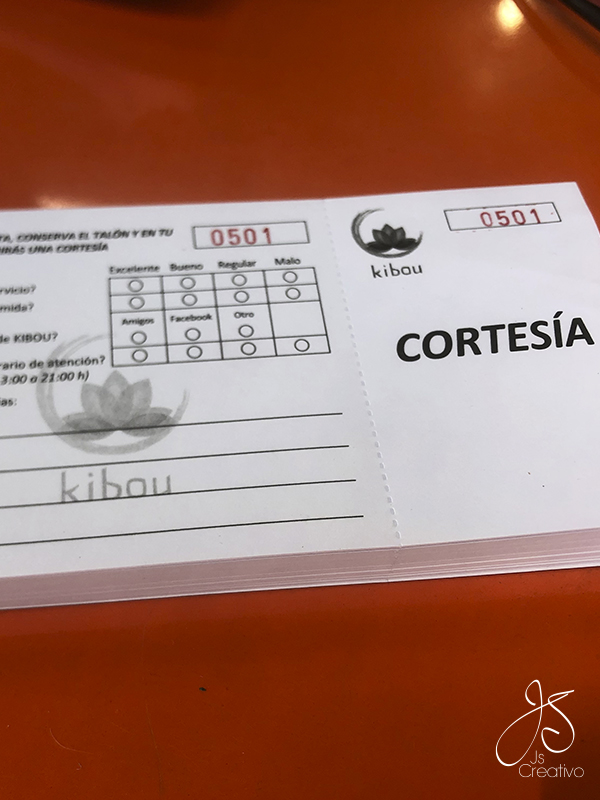 TA, CONSERVA EL TALÓN Y EN TU
RÁS UNA CORTESÍA
0501
Excelente Bueno Regular Malo
rvicio?
mida?
Amigos Facebook Otro
de KIBOU?
rario de atención?
3:00 a 21:00 h)
as:
kibou
kibou
0501
CORTESÍA
JS
Js
Creativo